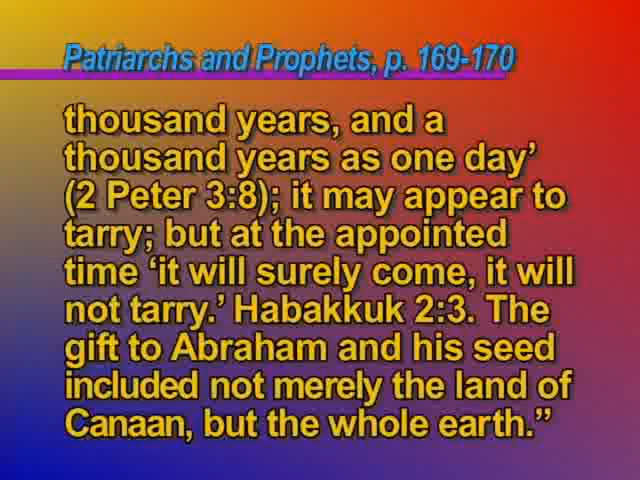 Patriarchs and Prophets, p. 169-170
thousand years, and a
thousand years as one day’
(2 Peter 3:8); it may appear to
tarry; but at the appointed
time ‘it will surely come, it will
not tarry.’ Habakkuk 2:3. The
gift to Abraham and his seed
included not merely the land of
Canaan, but the whole earth.”